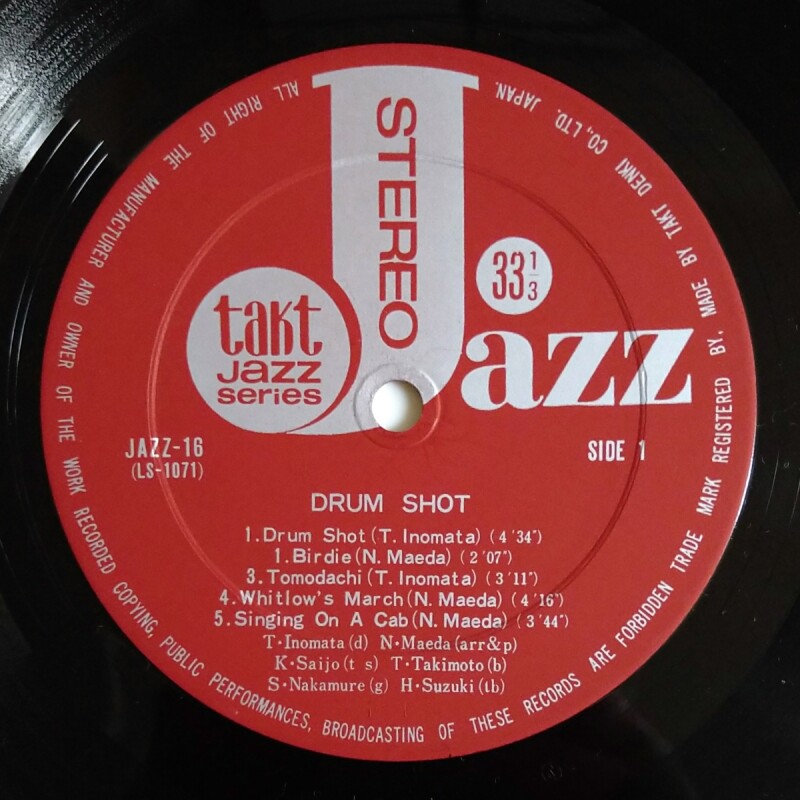 STEREO
33 1/3
takt
Jazz
series
Jazz
JAZZ-16
(LS-1071)
SIDE 1
DRUM SHOT
1.Drum Shot(T. Inomata) (4'34")
1.Birdie(N. Maeda) (2'07")
3.Tomodachi(T. Inomata) (3'11")
4.Whitlow's March(N. Maeda) (4'16")
5.Singing On A Cab(N. Maeda) (3'44")
T·Inomata(d) N·Maeda(arr&p)
K·Saijo(t s) T·Takimoto(b)
S·Nakamure(g) H·Suzuki(tb)
ALL RIGHT OF THE MANUFACTURER AND OWNER OF THE WORK RECORDED COPYING, PUBLIC PERFORMANCES, BROADCASTING OF THESE RECORDS ARE FORBIDDEN TRADE MARK REGISTERED BY. MADE BY TAKT DENKI CO., LTD. JAPAN.